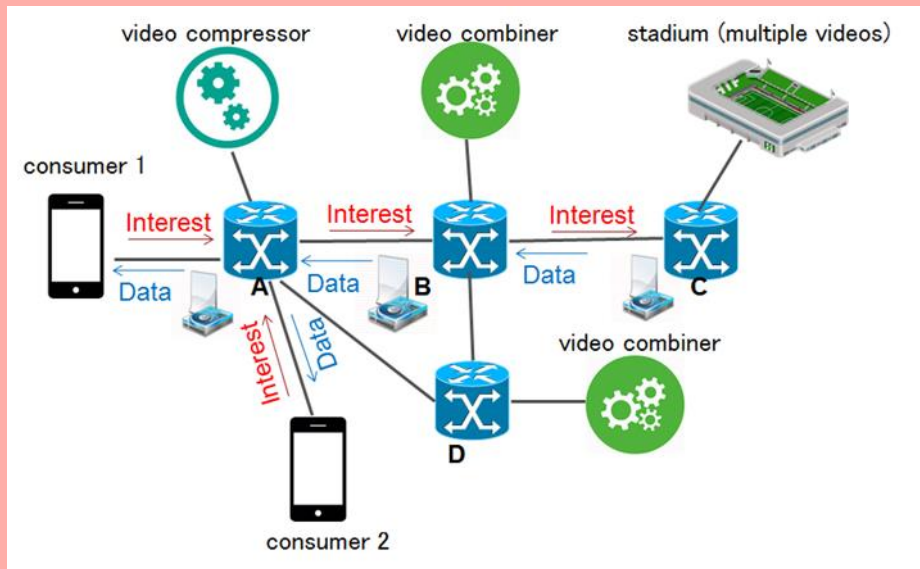 video compressor
video combiner
stadium (multiple videos)
consumer 1
Interest
Interest
Interest
A
B
C
Data
Data
Data
Interest
Data
video combiner
D
consumer 2